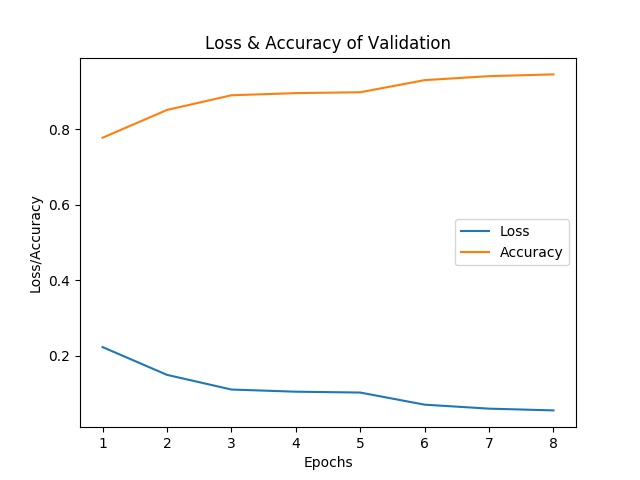 Loss & Accuracy of Validation
Loss/Accuracy
0.8
0.6
0.4
0.2
Loss
Accuracy
1 2 3 4 5 6 7 8
Epochs